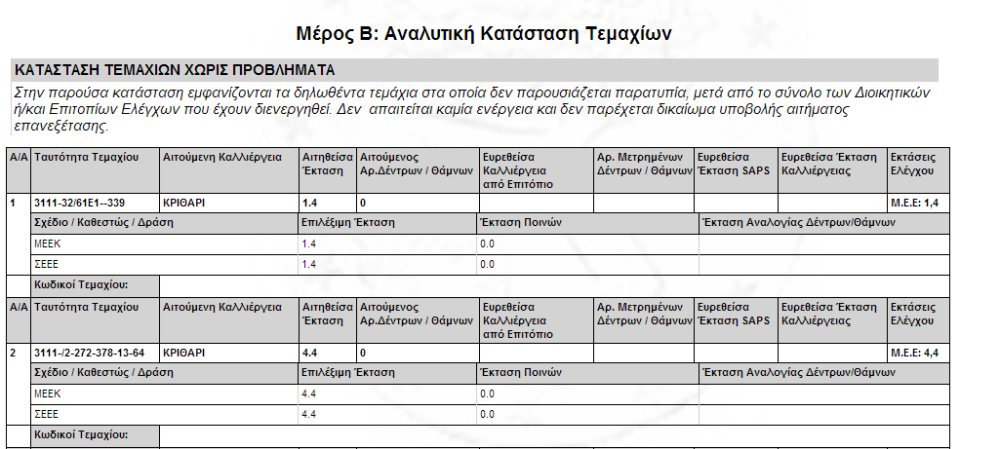 Μέρος Β: Αναλυτική Κατάσταση Τεμαχίων
ΚΑΤΑΣΤΑΣΗ ΤΕΜΑΧΙΩΝ ΧΩΡΙΣ ΠΡΟΒΛΗΜΑΤΑ
Στην παρούσα κατάσταση εμφανίζονται τα δηλωθέντα τεμάχια στα οποία δεν παρουσιάζεται παρατυπία, μετά από το σύνολο των Διοικητικών
ή/και Επιτοπίων Ελέγχων που έχουν διενεργηθεί. Δεν απαιτείται καμία ενέργεια και δεν παρέχεται δικαίωμα υποβολής αιτήματος
επανεξέτασης.
Α/Α Ταυτότητα Τεμαχίου Αιτούμενη Καλλιέργεια Αιτηθείσα Αιτούμενος Ευρεθείσα Αρ. Μετρημένων Ευρεθείσα Ευρεθείσα Έκταση Εκτάσεις
Έκταση Αρ.Δέντρων / Θάμνων Καλλιέργεια Δέντρων / Θάμνων Έκταση SAPS Καλλιέργειας Ελέγχου
από Επιτόπιο
1 3111-32/61E1--339 ΚΡΙΘΑΡΙ 1.4 0 Μ.Ε.Ε: 1,4
Σχέδιο / Καθεστώς / Δράση Επιλέξιμη Έκταση Έκταση Ποινών Έκταση Αναλογίας Δέντρων/Θάμνων
ΜΕΕΚ 1.4 0.0
ΣΕΕΕ 1.4 0.0
Κωδικοί Τεμαχίου:
Α/Α Ταυτότητα Τεμαχίου Αιτούμενη Καλλιέργεια Αιτηθείσα Αιτούμενος Ευρεθείσα Αρ. Μετρημένων Ευρεθείσα Ευρεθείσα Έκταση Εκτάσεις
Έκταση Αρ.Δέντρων / Θάμνων Καλλιέργεια Δέντρων / Θάμνων Έκταση SAPS Καλλιέργειας Ελέγχου
από Επιτόπιο
2 3111-/2-272-378-13-64 ΚΡΙΘΑΡΙ 4.4 0 Μ.Ε.Ε: 4,4
Σχέδιο / Καθεστώς / Δράση Επιλέξιμη Έκταση Έκταση Ποινών Έκταση Αναλογίας Δέντρων/Θάμνων
ΜΕΕΚ 4.4 0.0
ΣΕΕΕ 4.4 0.0
Κωδικοί Τεμαχίου: